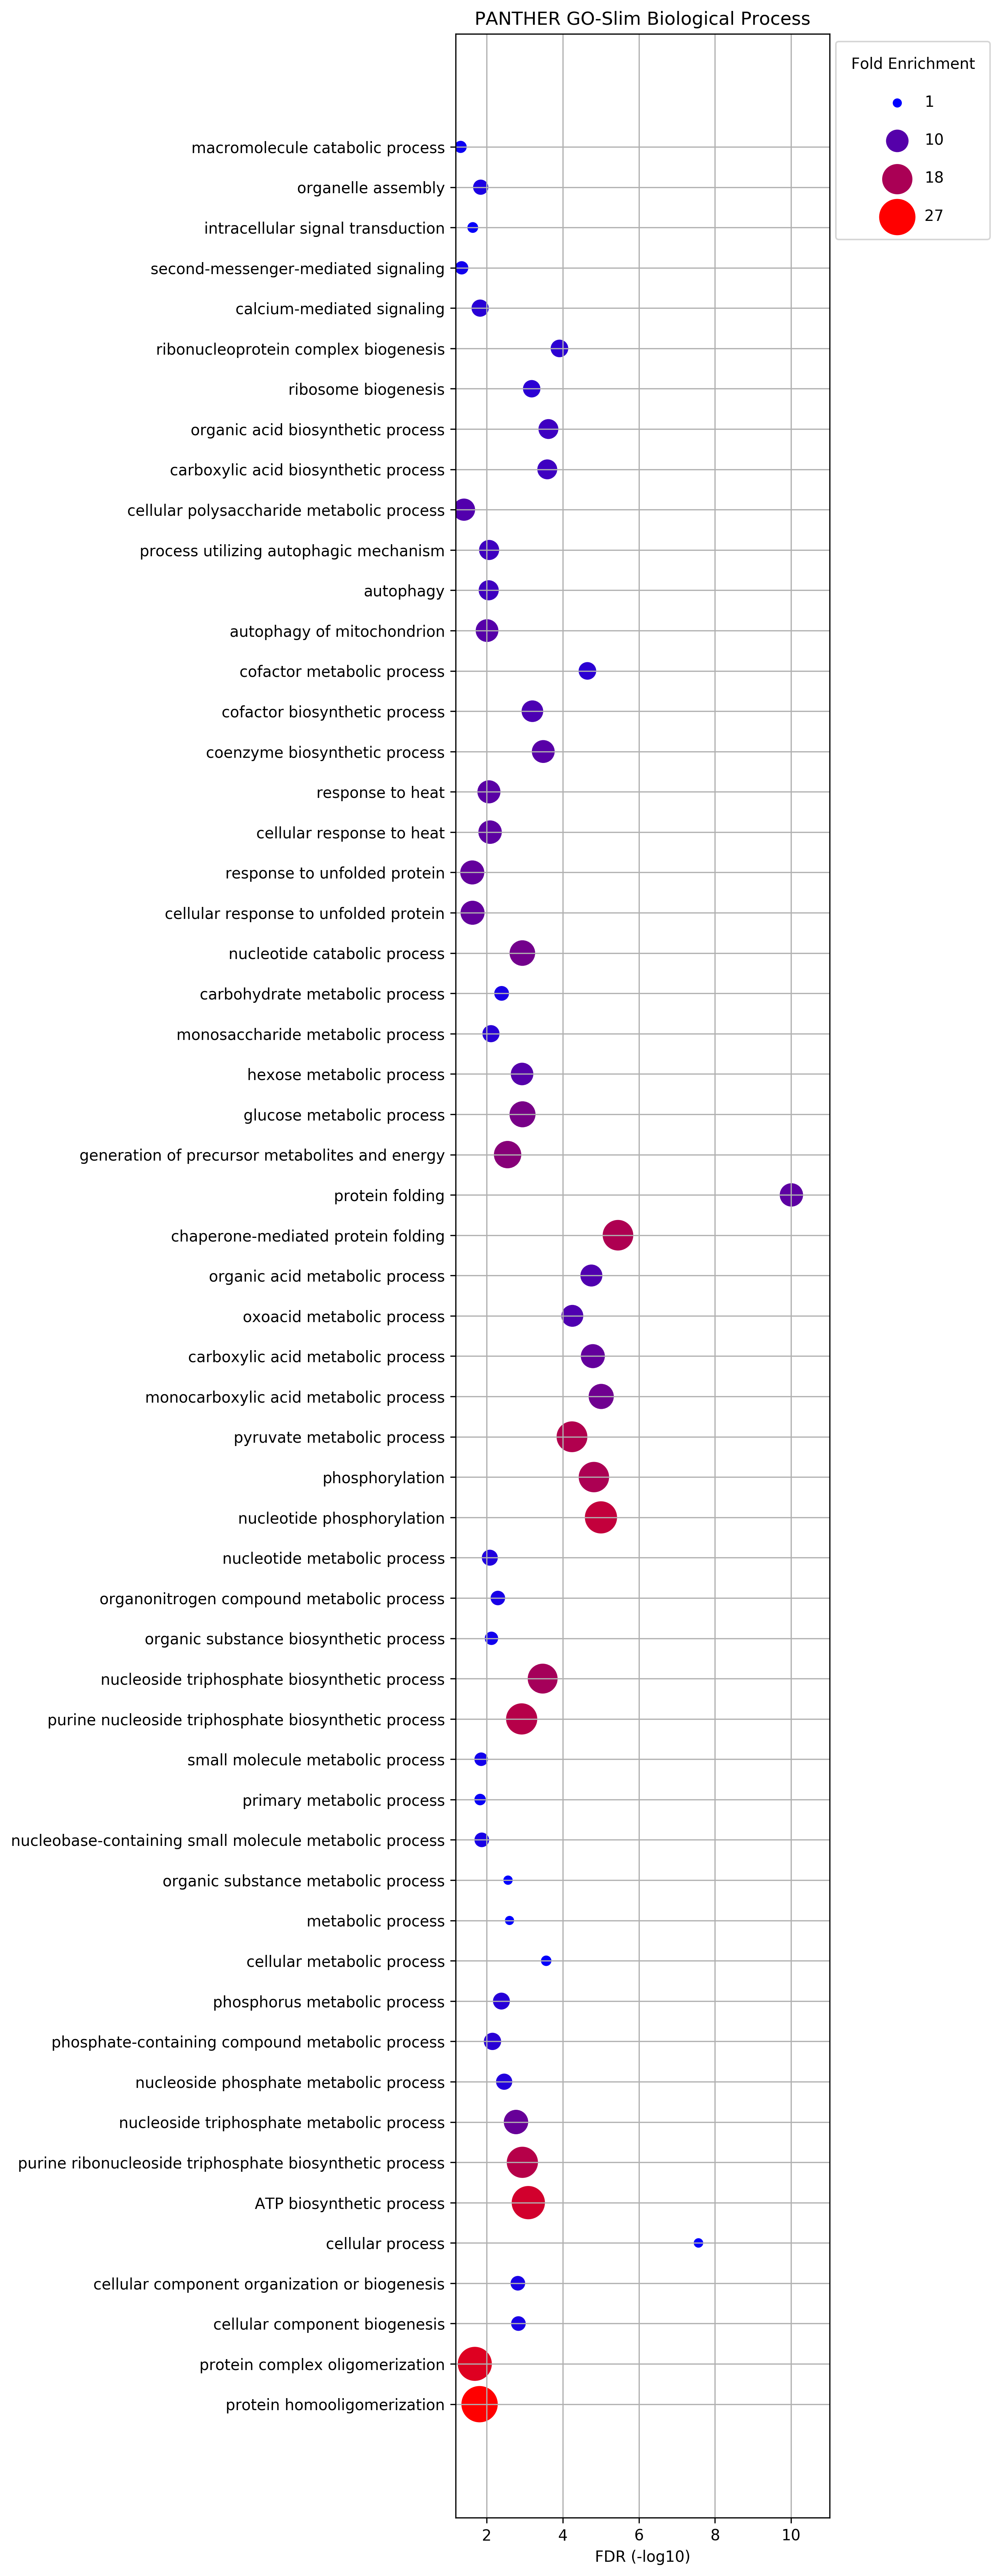 PANTHER GO-Slim Biological Process
Fold Enrichment
1
10
18
27
macromolecule catabolic process
organelle assembly
intracellular signal transduction
second-messenger-mediated signaling
calcium-mediated signaling
ribonucleoprotein complex biogenesis
ribosome biogenesis
organic acid biosynthetic process
carboxylic acid biosynthetic process
cellular polysaccharide metabolic process
process utilizing autophagic mechanism
autophagy
autophagy of mitochondrion
cofactor metabolic process
cofactor biosynthetic process
coenzyme biosynthetic process
response to heat
cellular response to heat
response to unfolded protein
cellular response to unfolded protein
nucleotide catabolic process
carbohydrate metabolic process
monosaccharide metabolic process
hexose metabolic process
glucose metabolic process
generation of precursor metabolites and energy
protein folding
chaperone-mediated protein folding
organic acid metabolic process
oxoacid metabolic process
carboxylic acid metabolic process
monocarboxylic acid metabolic process
pyruvate metabolic process
phosphorylation
nucleotide phosphorylation
nucleotide metabolic process
organonitrogen compound metabolic process
organic substance biosynthetic process
nucleoside triphosphate biosynthetic process
purine nucleoside triphosphate biosynthetic process
small molecule metabolic process
primary metabolic process
nucleobase-containing small molecule metabolic process
organic substance metabolic process
metabolic process
cellular metabolic process
phosphorus metabolic process
phosphate-containing compound metabolic process
nucleoside phosphate metabolic process
nucleoside triphosphate metabolic process
purine ribonucleoside triphosphate biosynthetic process
ATP biosynthetic process
cellular process
cellular component organization or biogenesis
cellular component biogenesis
protein complex oligomerization
protein homooligomerization
2 4 6 8 10
FDR (-log10)